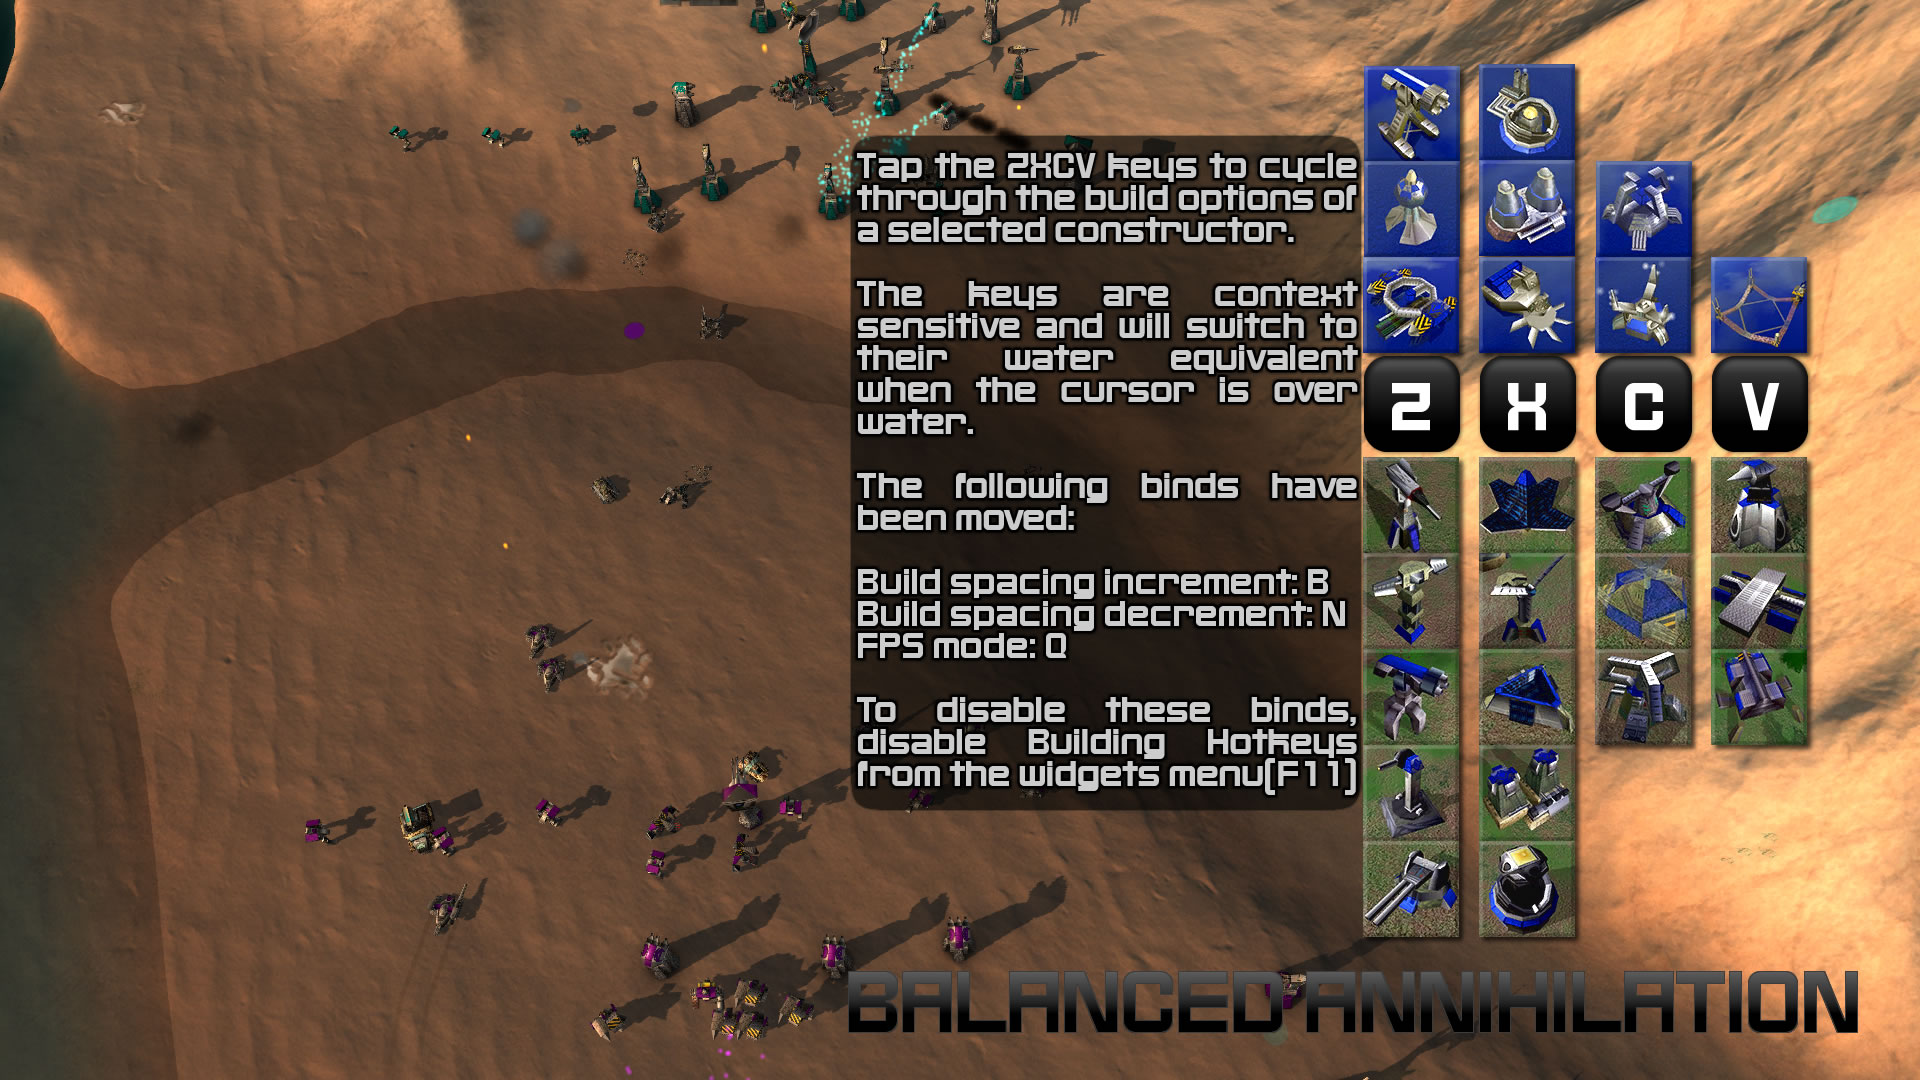 Tap the ZXCV keys to cycle
through the build options of
a selected constructor.
The keys are context
sensitive and will switch to
their water equivalent
when the cursor is over
water.
The following binds have
been moved:
Build spacing increment: B
Build spacing decrement: N
FPS mode: Q
To disable these binds,
disable Building Hotkeys
from the widgets menu(F11)
Z X C V
BALANCED ANNIHILATION